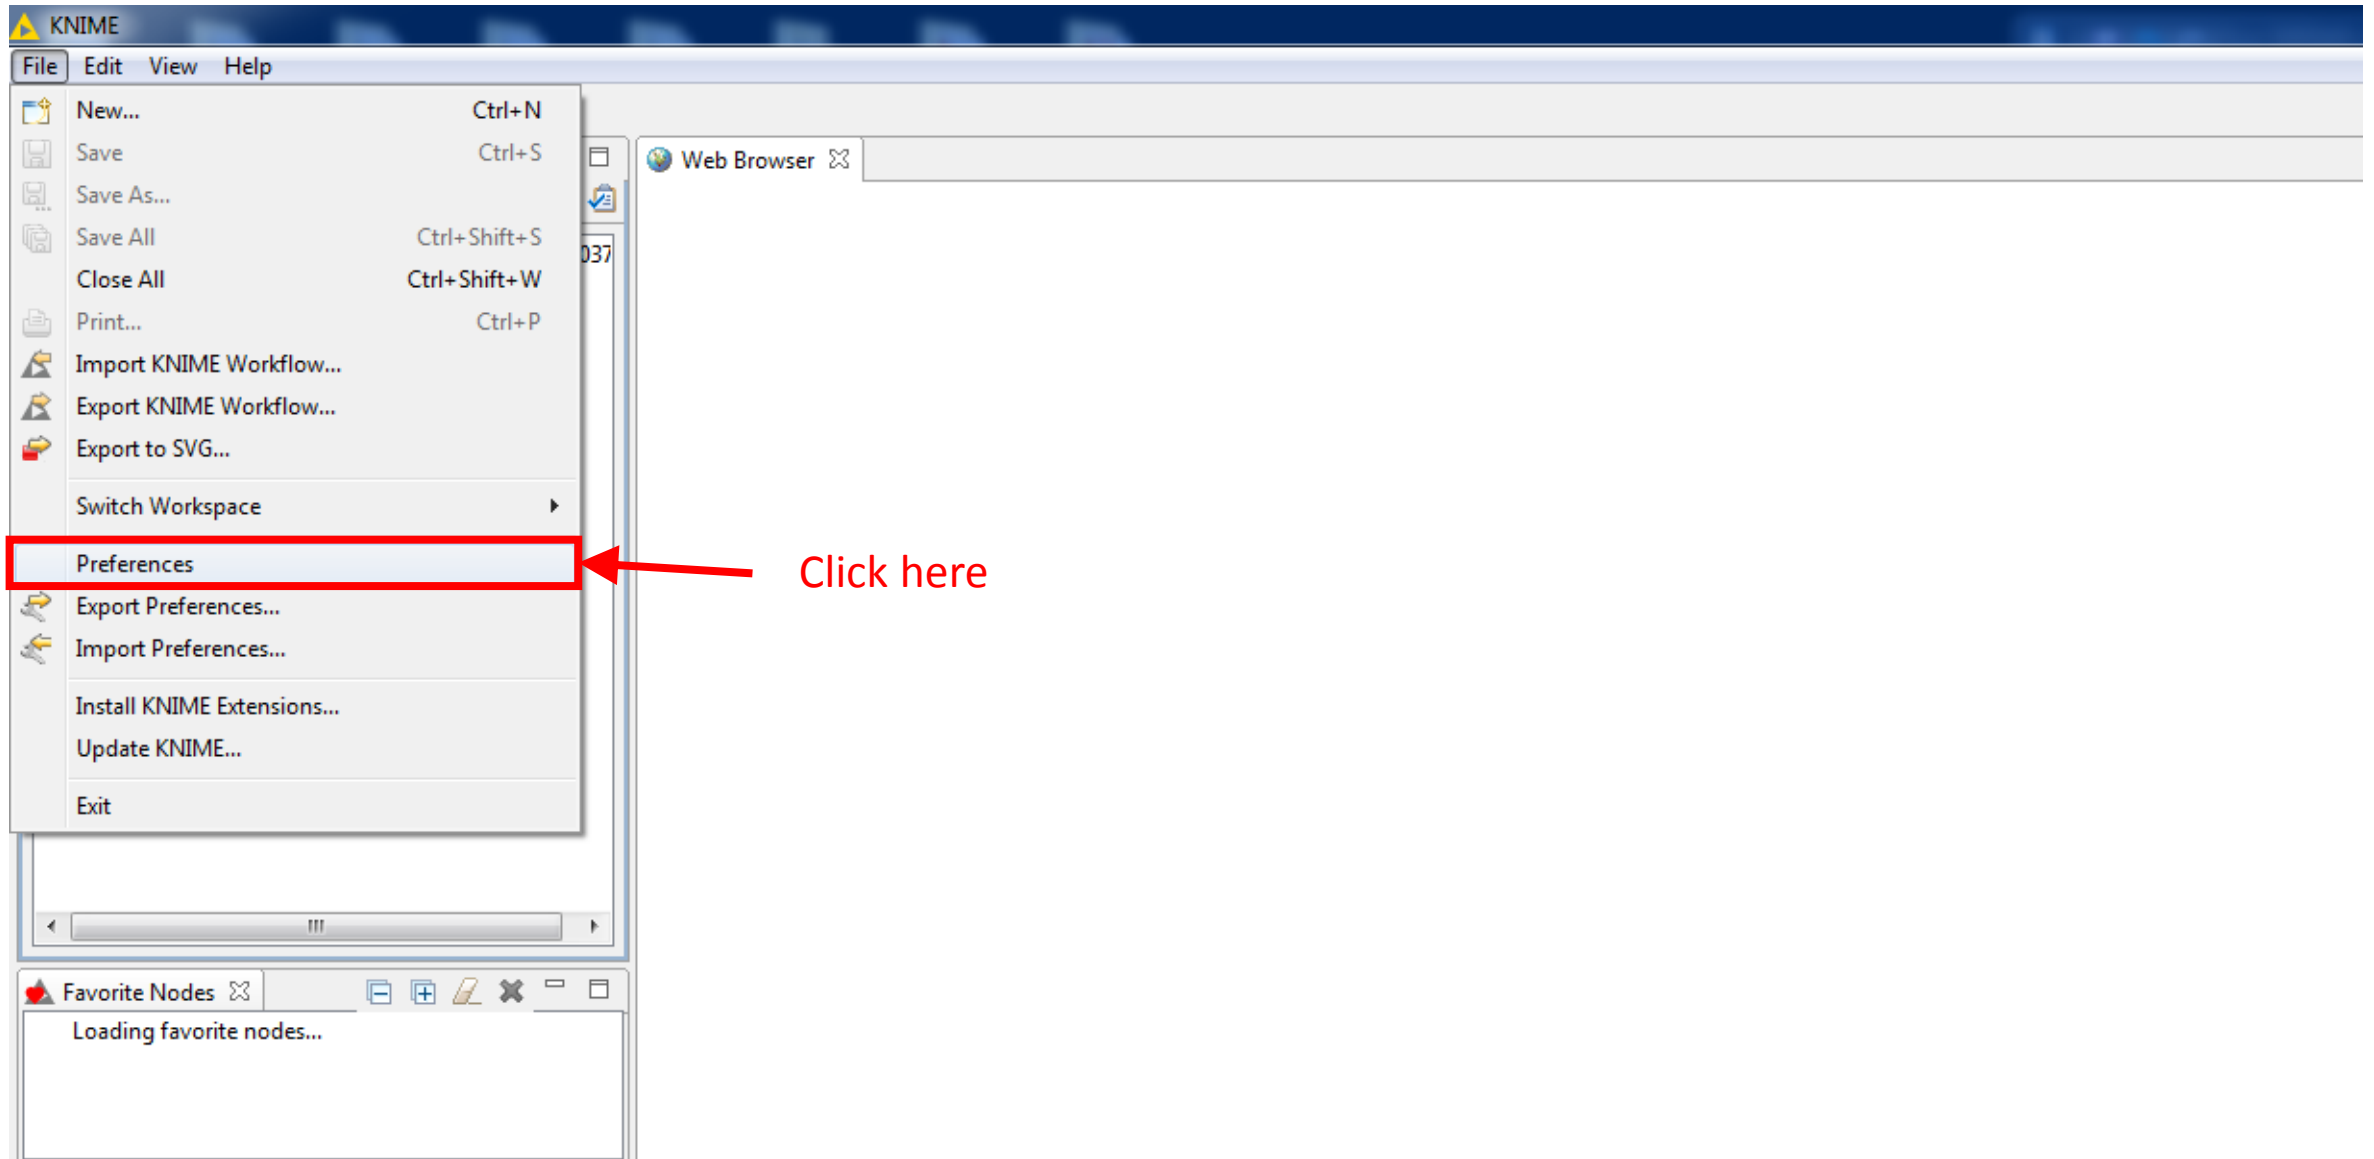 KNIME
File Edit View Help
New... Ctrl+N
Save Ctrl+S
Save As...
Save All Ctrl+Shift+S
Close All Ctrl+Shift+W
Print... Ctrl+P
Import KNIME Workflow...
Export KNIME Workflow...
Export to SVG...
Switch Workspace
Preferences
Export Preferences...
Import Preferences...
Install KNIME Extensions...
Update KNIME...
Exit
037
Web Browser
Click here
Favorite Nodes
Loading favorite nodes...